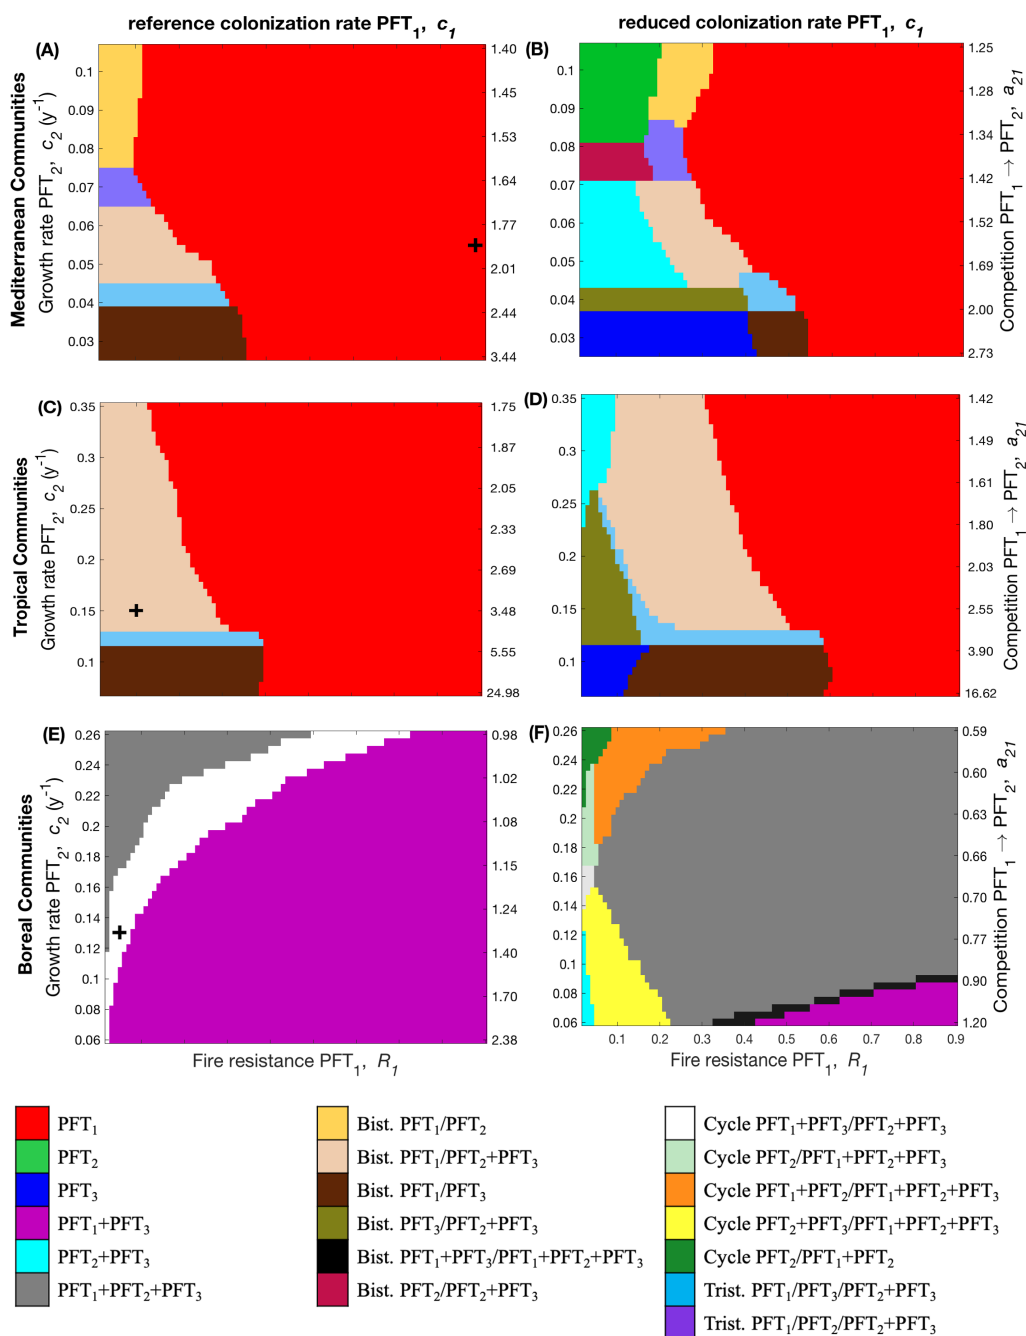 reference colonization rate PFT1, c1
reduced colonization rate PFT1, c1
Mediterranean Communities
Growth rate PFT2, c2 (y-1)
(A)
0.1
0.09
0.08
0.07
0.06
0.05
0.04
0.03
1.40
1.45
1.53
1.64
1.77
2.01
2.44
3.44
(B)
0.1
0.09
0.08
0.07
0.06
0.05
0.04
0.03
1.25
1.28
1.34
1.42
1.52
1.69
2.00
2.73
Competition PFT1 → PFT2, a21
Tropical Communities
Growth rate PFT2, c2 (y-1)
(C)
0.35
0.3
0.25
0.2
0.15
0.1
1.75
1.87
2.05
2.33
2.69
3.48
5.55
24.98
(D)
0.35
0.3
0.25
0.2
0.15
0.1
1.42
1.49
1.61
1.80
2.03
2.55
3.90
16.62
Competition PFT1 → PFT2, a21
Boreal Communities
Growth rate PFT2, c2 (y-1)
(E)
0.26
0.24
0.22
0.2
0.18
0.16
0.14
0.12
0.1
0.08
0.06
0.98
1.02
1.08
1.15
1.24
1.40
1.70
2.38
Fire resistance PFT1, R1
(F)
0.26
0.24
0.22
0.2
0.18
0.16
0.14
0.12
0.1
0.08
0.06
0.59
0.60
0.63
0.66
0.70
0.77
0.90
1.20
Competition PFT1 → PFT2, a21
0.1 0.2 0.3 0.4 0.5 0.6 0.7 0.8 0.9
Fire resistance PFT1, R1
PFT1
PFT2
PFT3
PFT1+PFT3
PFT2+PFT3
PFT1+PFT2+PFT3
Bist. PFT1/PFT2
Bist. PFT1/PFT2+PFT3
Bist. PFT1/PFT3
Bist. PFT3/PFT2+PFT3
Bist. PFT1+PFT3/PFT1+PFT2+PFT3
Bist. PFT2/PFT2+PFT3
Cycle PFT1+PFT3/PFT2+PFT3
Cycle PFT2/PFT1+PFT2+PFT3
Cycle PFT1+PFT2/PFT1+PFT2+PFT3
Cycle PFT2+PFT3/PFT1+PFT2+PFT3
Cycle PFT2/PFT1+PFT2
Trist. PFT1/PFT3/PFT2+PFT3
Trist. PFT1/PFT2/PFT2+PFT3